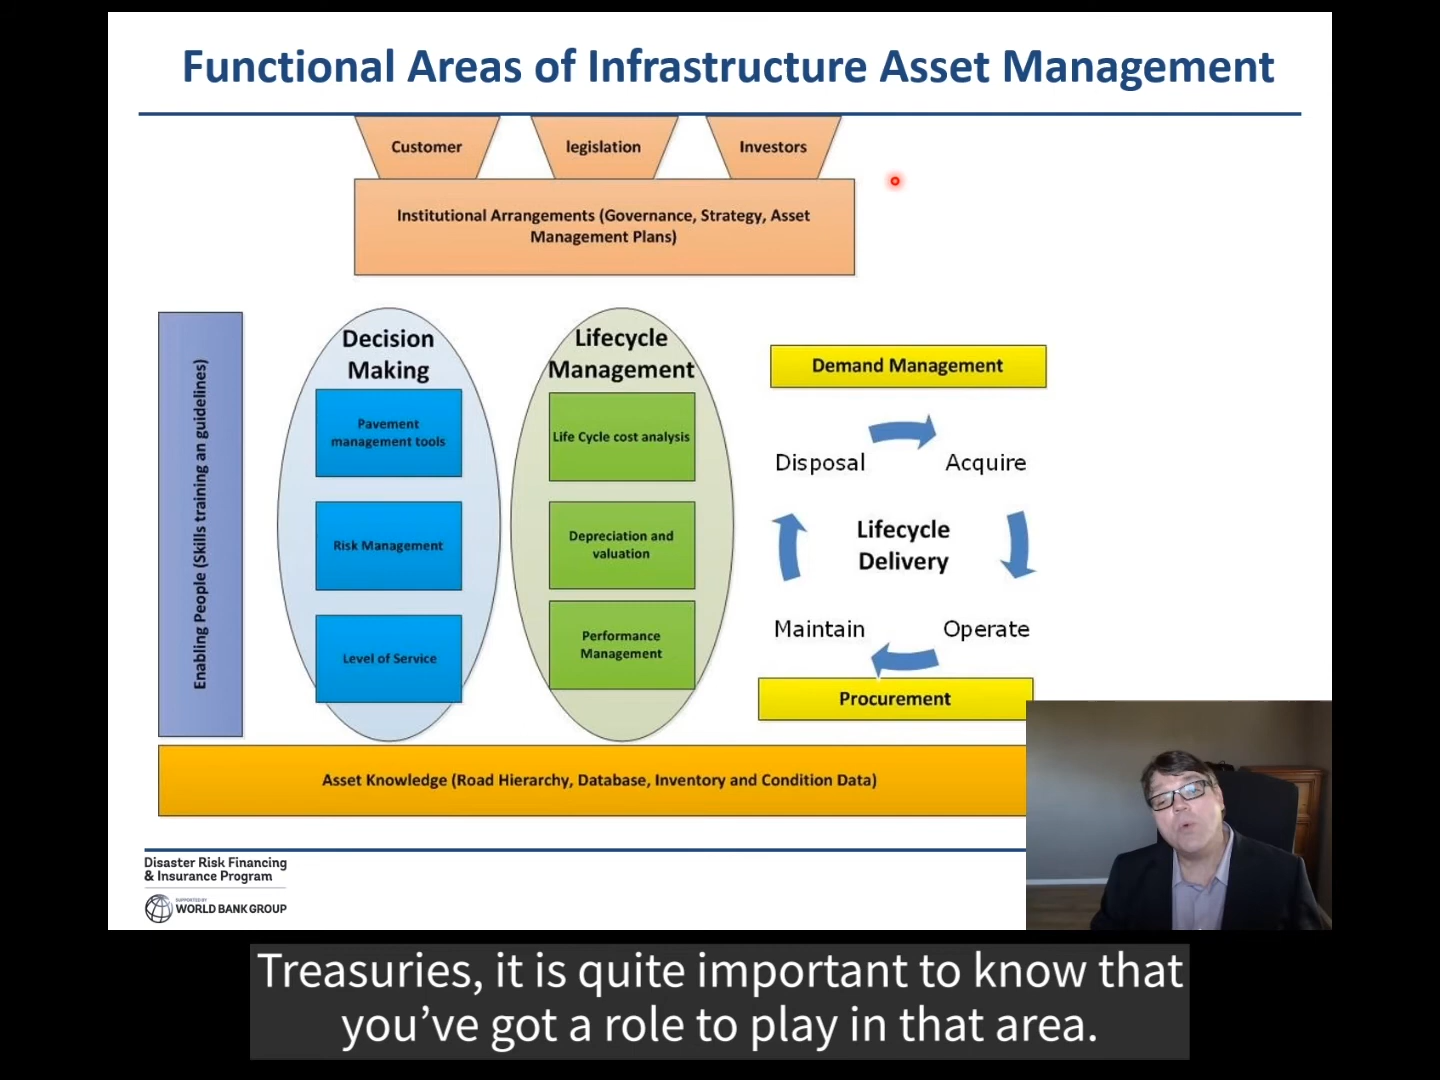 Functional Areas of Infrastructure Asset Management
Customer
legislation
Investors
Institutional Arrangements (Governance, Strategy, Asset
Management Plans)
Enabling People (Skills training an guidelines)
Decision
Making
Pavement
management tools
Risk Management
Level of Service
Lifecycle
Management
Life Cycle cost analysis
Depreciation and
valuation
Performance
Management
Demand Management
Disposal
Acquire
Lifecycle
Delivery
Maintain
Operate
Procurement
Asset Knowledge (Road Hierarchy, Database, Inventory and Condition Data)
Disaster Risk Financing
& Insurance Program
SUPPORTED BY
WORLD BANK GROUP
Treasuries, it is quite important to know that
you’ve got a role to play in that area.